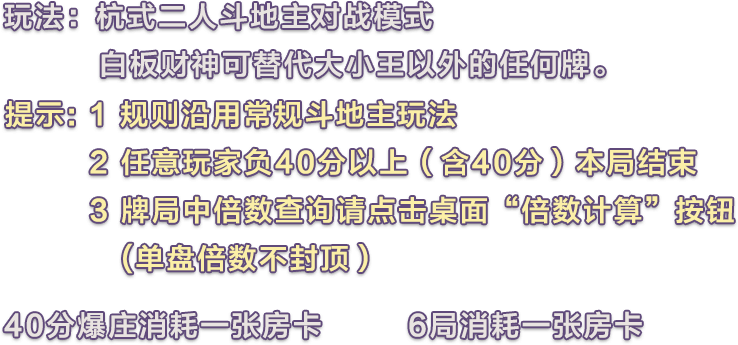 玩法：杭式二人斗地主对战模式
白板财神可替代大小王以外的任何牌。
提示：1 规则沿用常规斗地主玩法
2 任意玩家负40分以上（含40分）本局结束
3 牌局中倍数查询请点击桌面“倍数计算”按钮
(单盘倍数不封顶）
40分爆庄消耗一张房卡 6局消耗一张房卡